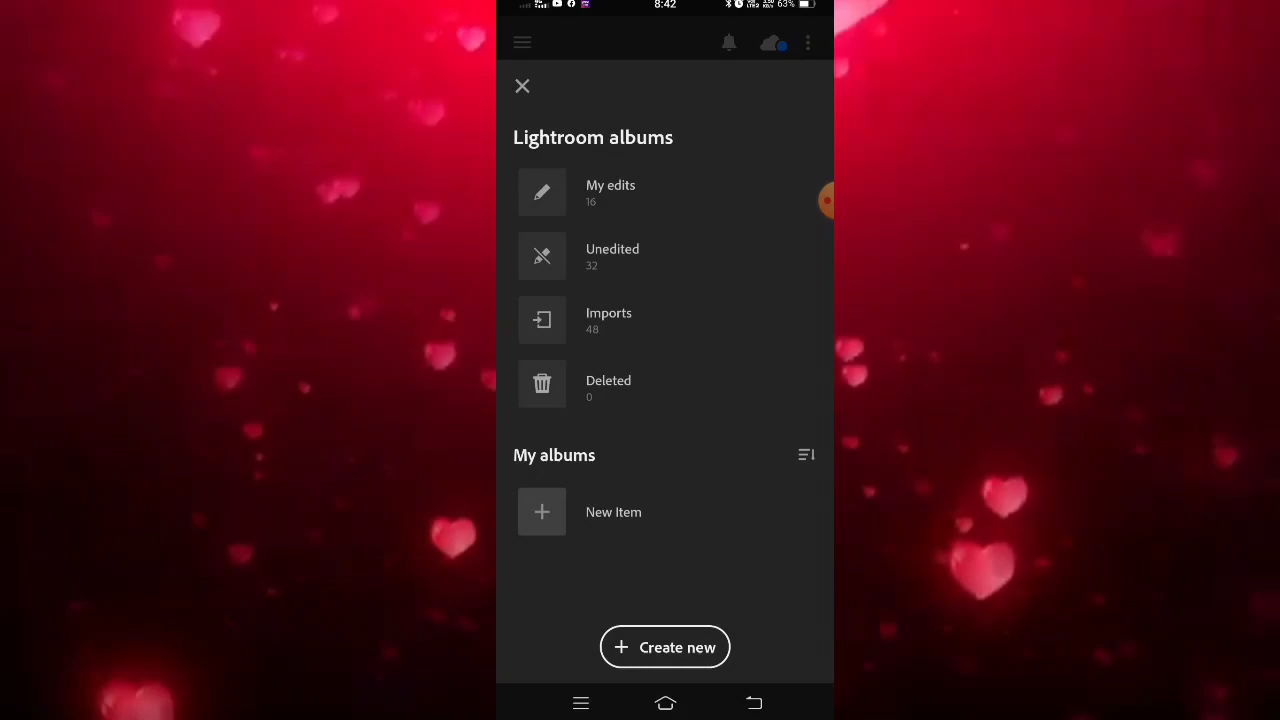 8:42 63%
Lightroom albums
My edits
16
Unedited
32
Imports
48
Deleted
0
My albums
New Item
Create new